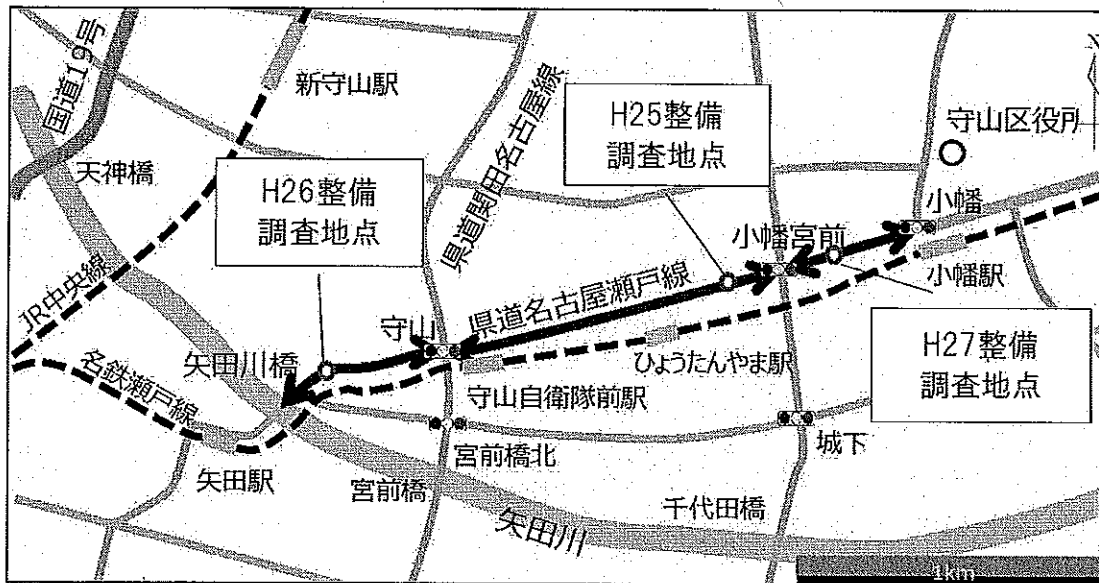 国道19号
新守山駅
県道関田名古屋線
H25整備
調査地点
守山区役所
天神橋
H26整備
調査地点
小幡
小幡宮前
小幡駅
JR中央線
県道名古屋瀬戸線
守山
ひょうたんやま駅
H27整備
調査地点
矢田川橋
名鉄瀬戸線
守山自衛隊前駅
宮前橋北
城下
矢田駅
宮前橋
千代田橋
矢田川
1km